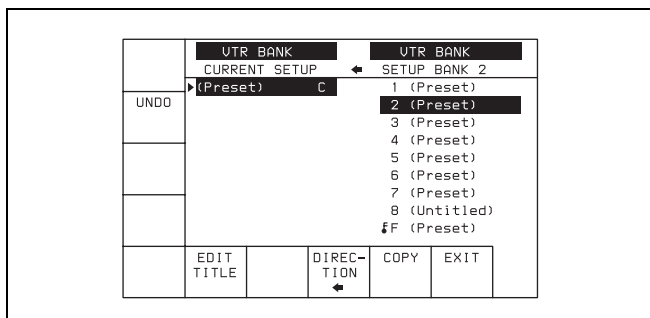 VTR BANK VTR BANK
CURRENT SETUP ← SETUP BANK 2
▶(Preset) C 1 (Preset)
UNDO
2 (Preset)
3 (Preset)
4 (Preset)
5 (Preset)
6 (Preset)
7 (Preset)
8 (Untitled)
F (Preset)
EDIT TITLE
DIREC-
TION
←
COPY
EXIT